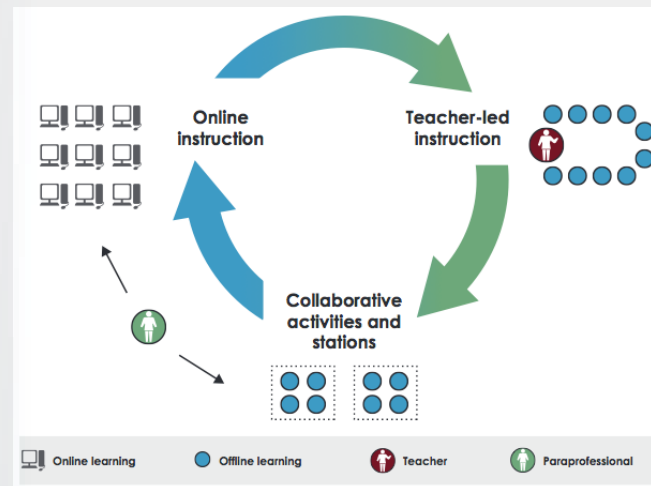 Online
instruction
Teacher-led
instruction
Collaborative
activities and
stations
Online learning
Offline learning
Teacher
Paraprofessional